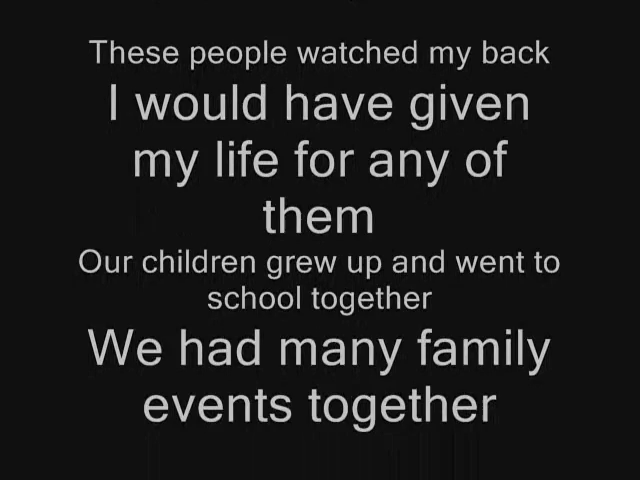 These people watched my back
I would have given
my life for any of
them
Our children grew up and went to
school together
We had many family
events together